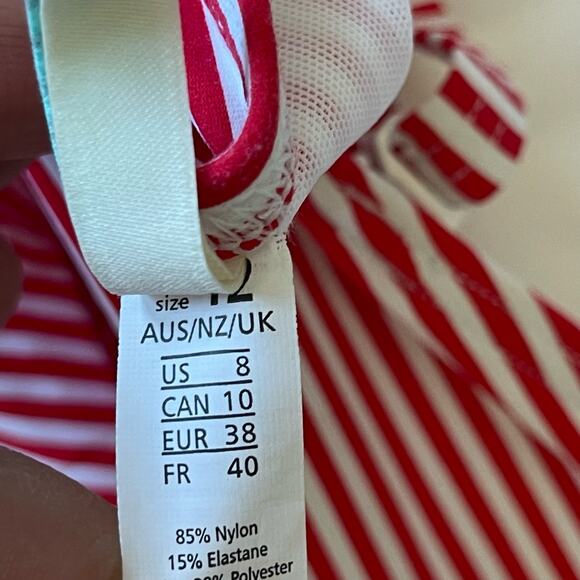 size 12
AUS/NZ/UK
US 8
CAN 10
EUR 38
FR 40
85% Nylon
15% Elastane
Polyester